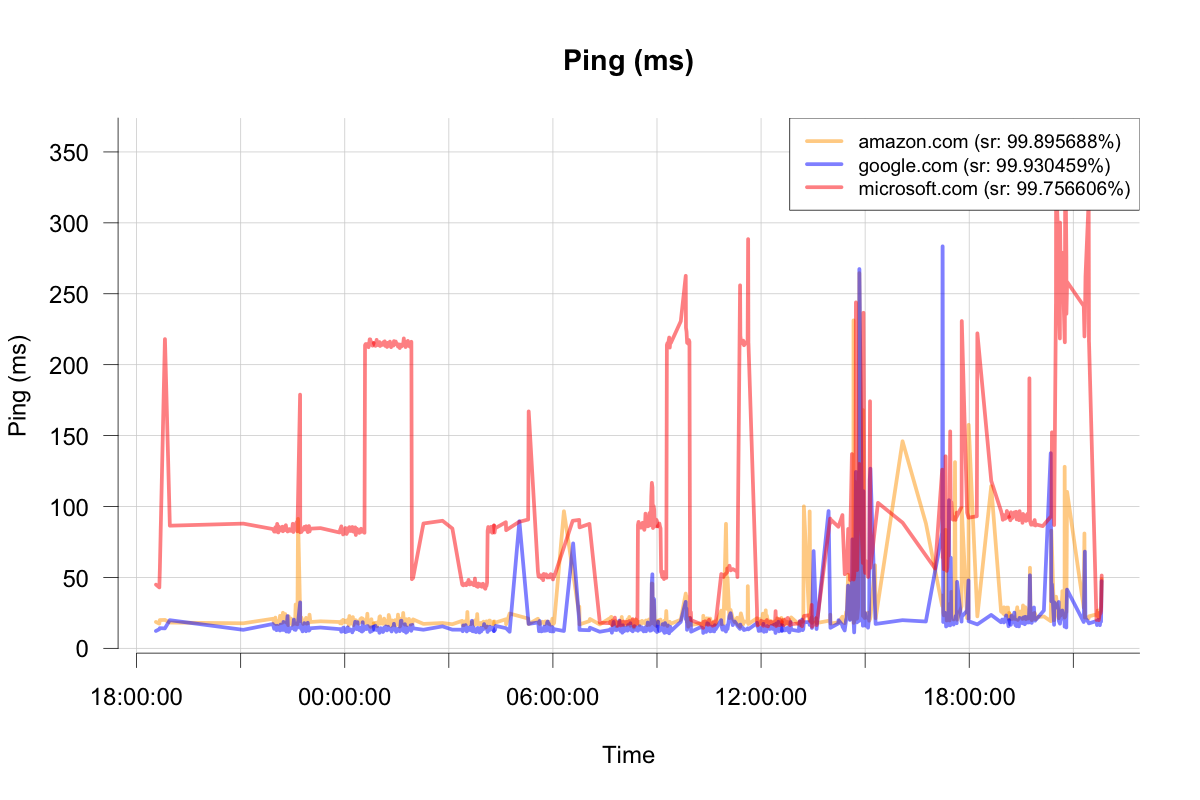 Ping (ms)
amazon.com (sr: 99.895688%)
google.com (sr: 99.930459%)
microsoft.com (sr: 99.756606%)
350
300
250
200
150
100
50
0
Ping (ms)
18:00:00 00:00:00 06:00:00 12:00:00 18:00:00
Time